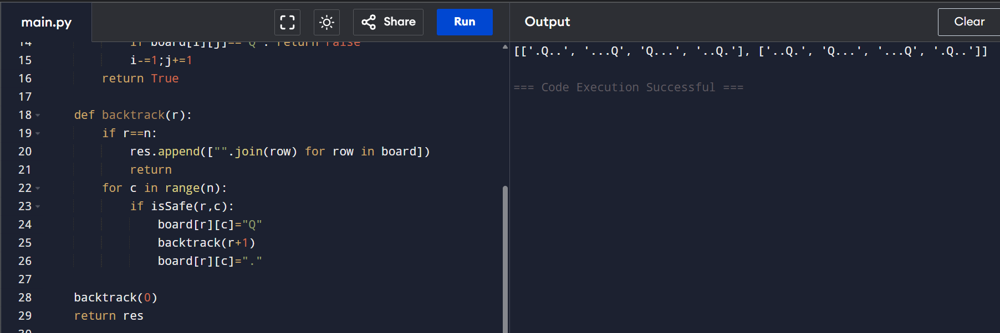 main.py
Share
Run
Output
Clear
14 if board[i][j]=="Q": return False
15 i-=1;j+=1
16 return True
17
18 def backtrack(r):
19 if r==n:
20 res.append(["".join(row) for row in board])
21 return
22 for c in range(n):
23 if isSafe(r,c):
24 board[r][c]="Q"
25 backtrack(r+1)
26 board[r][c]="."
27
28 backtrack(0)
29 return res
30
[['.Q..', '...Q', 'Q...', '..Q.'], ['..Q.', 'Q...', '...Q', '.Q..']]
=== Code Execution Successful ===